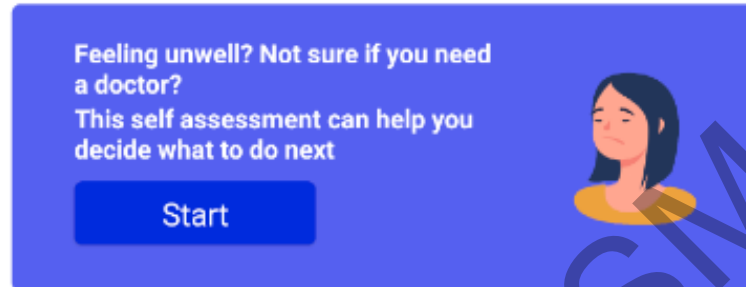 Feeling unwell? Not sure if you need
a doctor?
This self assessment can help you
decide what to do next
Start
SM